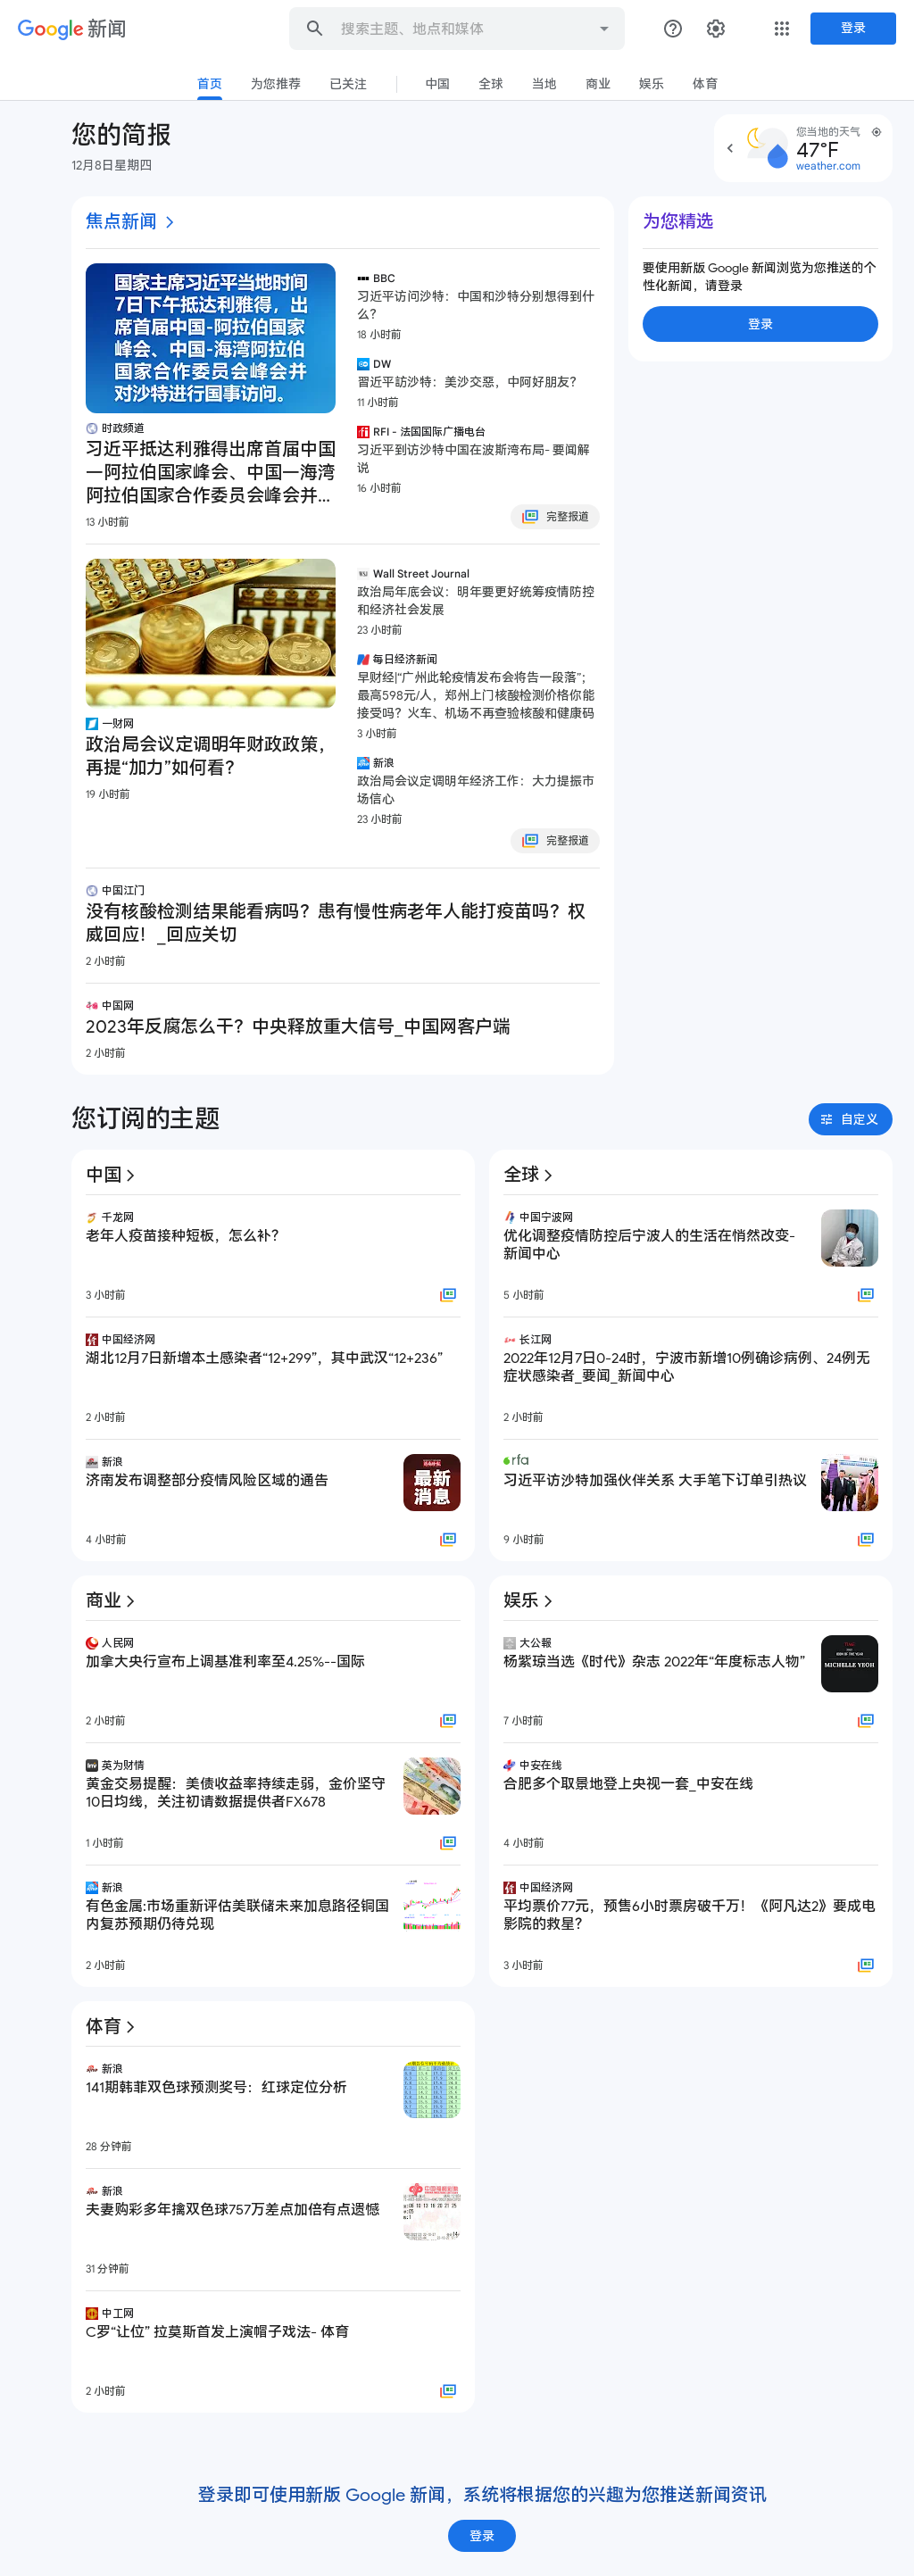 Google 新闻
搜索主题、地点和媒体
登录
首页 为您推荐 已关注 中国 全球 当地 商业 娱乐 体育
您的简报
12月8日星期四
您当地的天气
47°F
weather.com
焦点新闻
国家主席习近平当地时间
7日下午抵达利雅得，出
席首届中国-阿拉伯国家
峰会、中国-海湾阿拉伯
国家合作委员会峰会并
对沙特进行国事访问。
时政频道
习近平抵达利雅得出席首届中国
—阿拉伯国家峰会、中国—海湾
阿拉伯国家合作委员会峰会并...
13 小时前
BBC
习近平访问沙特：中国和沙特分别想得到什
么？
18 小时前
DW
習近平訪沙特：美沙交恶，中阿好朋友？
11 小时前
RFI - 法国国际广播电台
习近平到访沙特中国在波斯湾布局- 要闻解
说
16 小时前
完整报道
一财网
政治局会议定调明年财政政策，
再提“加力”如何看？
19 小时前
Wall Street Journal
政治局年底会议：明年要更好统筹疫情防控
和经济社会发展
23 小时前
每日经济新闻
早财经|“广州此轮疫情发布会将告一段落”；
最高598元/人，郑州上门核酸检测价格你能
接受吗？火车、机场不再查验核酸和健康码
3 小时前
新浪
政治局会议定调明年经济工作：大力提振市
场信心
23 小时前
完整报道
中国江门
没有核酸检测结果能看病吗？患有慢性病老年人能打疫苗吗？权
威回应！_回应关切
2 小时前
中国网
2023年反腐怎么干？中央释放重大信号_中国网客户端
2 小时前
为您精选
要使用新版 Google 新闻浏览为您推送的个
性化新闻，请登录
登录
您订阅的主题
自定义
中国
千龙网
老年人疫苗接种短板，怎么补？
3 小时前
中国经济网
湖北12月7日新增本土感染者“12+299”，其中武汉“12+236”
2 小时前
新浪
济南发布调整部分疫情风险区域的通告
最新
消息
4 小时前
全球
中国宁波网
优化调整疫情防控后宁波人的生活在悄然改变-
新闻中心
5 小时前
长江网
2022年12月7日0-24时，宁波市新增10例确诊病例、24例无
症状感染者_要闻_新闻中心
2 小时前
rfa
习近平访沙特加强伙伴关系 大手笔下订单引热议
9 小时前
商业
人民网
加拿大央行宣布上调基准利率至4.25%--国际
2 小时前
英为财情
黄金交易提醒：美债收益率持续走弱，金价坚守
10日均线，关注初请数据提供者FX678
1 小时前
新浪
有色金属:市场重新评估美联储未来加息路径铜国
内复苏预期仍待兑现
2 小时前
娱乐
大公報
杨紫琼当选《时代》杂志 2022年“年度标志人物”
MICHELLE YEOH
7 小时前
中安在线
合肥多个取景地登上央视一套_中安在线
4 小时前
中国经济网
平均票价77元，预售6小时票房破千万！《阿凡达2》要成电
影院的救星？
3 小时前
体育
新浪
141期韩菲双色球预测奖号：红球定位分析
28 分钟前
新浪
夫妻购彩多年擒双色球757万差点加倍有点遗憾
31 分钟前
中工网
C罗“让位” 拉莫斯首发上演帽子戏法- 体育
2 小时前
登录即可使用新版 Google 新闻，系统将根据您的兴趣为您推送新闻资讯
登录